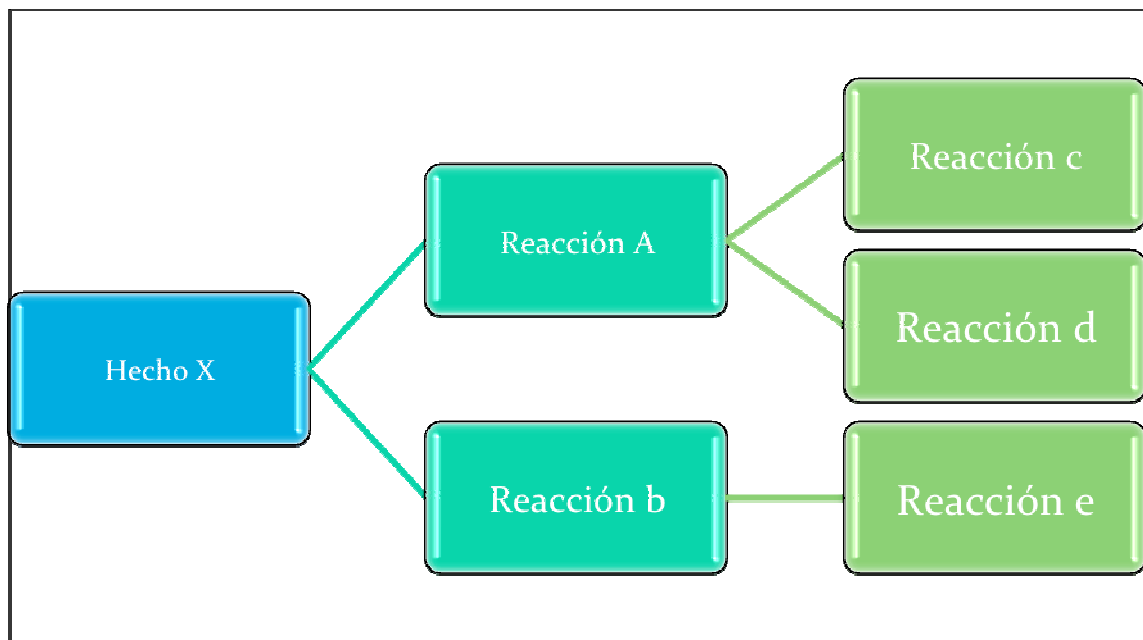 Hecho X
Reacción A
Reacción b
Reacción c
Reacción d
Reacción e